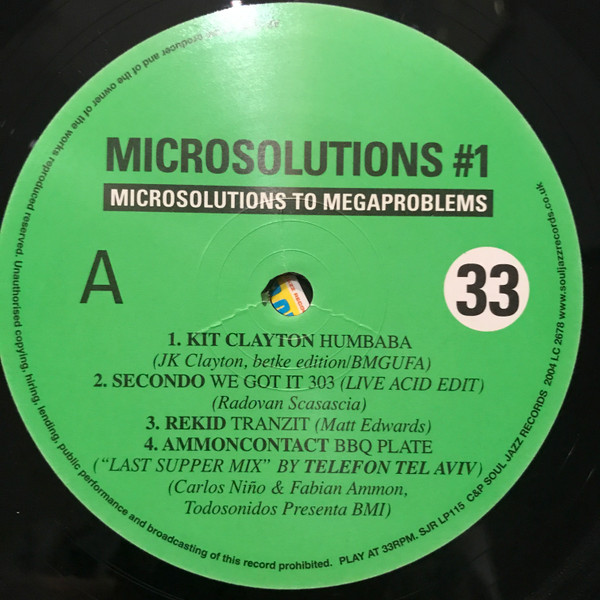 MICROSOLUTIONS #1
MICROSOLUTIONS TO MEGAPROBLEMS
A
33
1. KIT CLAYTON HUMBABA
(JK Clayton, betke edition/BMGUFA)
2. SECONDO WE GOT IT 303 (LIVE ACID EDIT)
(Radovan Scasascia)
3. REKID TRANZIT (Matt Edwards)
4. AMMONCONTACT BBQ PLATE
("LAST SUPPER MIX" BY TELEFON TEL AVIV)
(Carlos Niño & Fabian Ammon,
Todosonidos Presenta BMI)
producer and of the owner of the works reproduced reserved. Unauthorised copying, hiring, lending, public performance and broadcasting of this record prohibited. PLAY AT 33RPM. SJR LP115 C&P SOUL JAZZ RECORDS 2004 LC 2678 www.souljazzrecords.co.uk